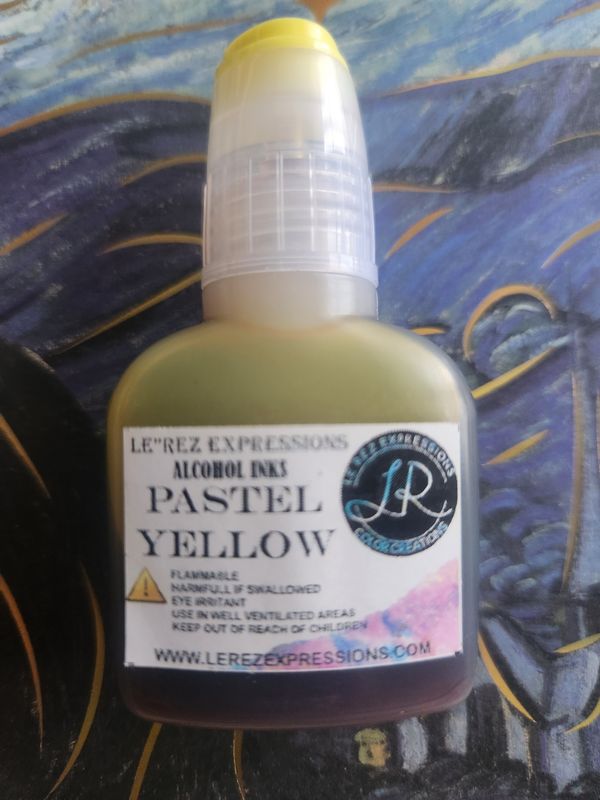 LE"REZ EXPRESSIONS
ALCOHOL INKS
PASTEL
YELLOW
LE REZ EXPRESSIONS
LR
COLOR CREATIONS
FLAMMABLE
HARMFULL IF SWALLOWED
EYE IRRITANT
USE IN WELL VENTILATED AREAS
KEEP OUT OF REACH OF CHILDREN
WWW.LEREZEXPRESSIONS.COM